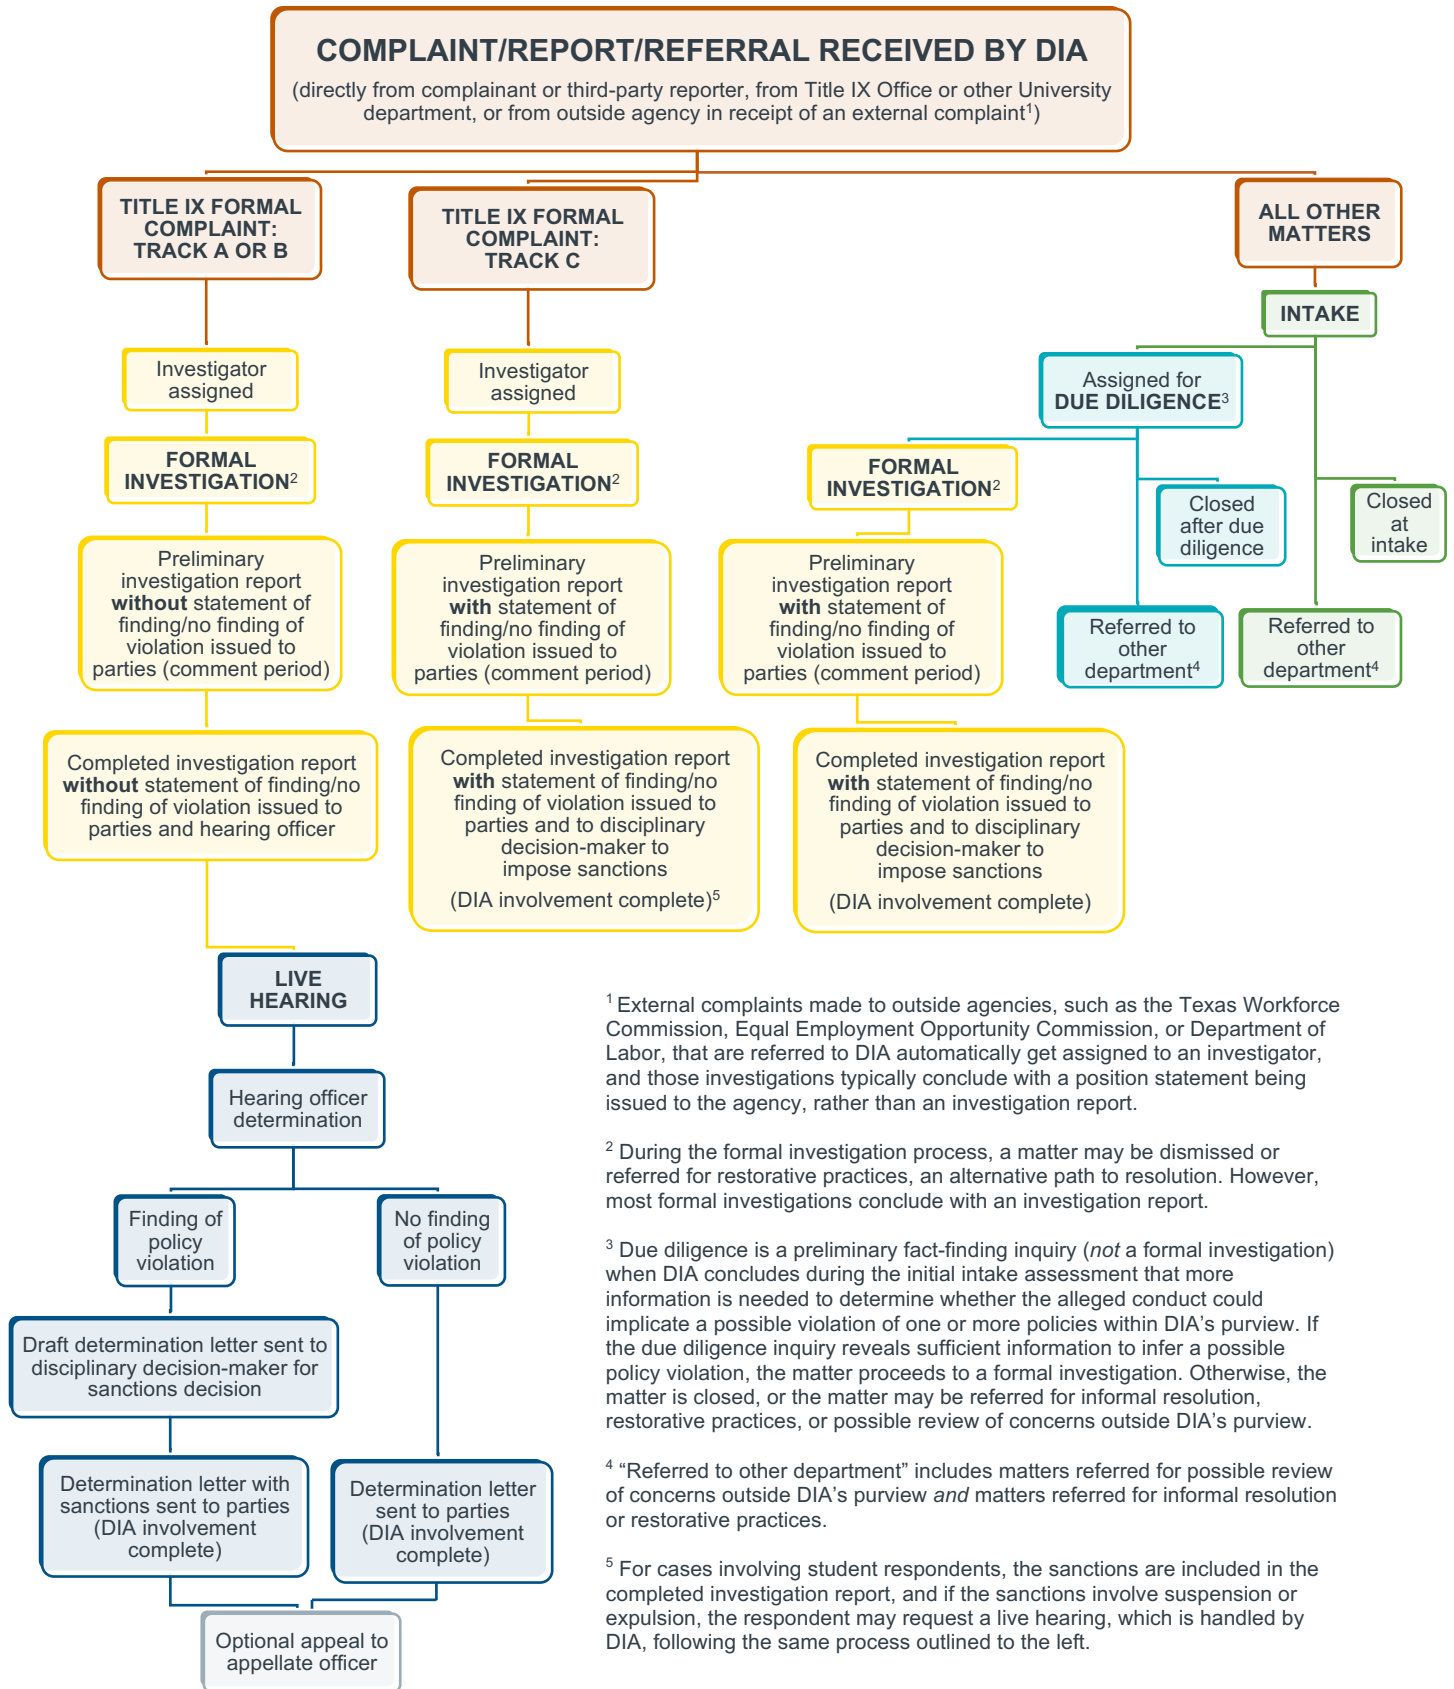 COMPLAINT/REPORT/REFERRAL RECEIVED BY DIA
(directly from complainant or third-party reporter, from Title IX Office or other University
department, or from outside agency in receipt of an external complaint¹)
TITLE IX FORMAL
COMPLAINT:
TRACK A OR B
TITLE IX FORMAL
COMPLAINT:
TRACK C
ALL OTHER
MATTERS
INTAKE
Investigator
assigned
Investigator
assigned
Assigned for
DUE DILIGENCE³
FORMAL
INVESTIGATION²
FORMAL
INVESTIGATION²
FORMAL
INVESTIGATION²
Closed
after due
diligence
Closed
at
intake
Preliminary
investigation report
without statement of
finding/no finding of
violation issued to
parties (comment period)
Preliminary
investigation report
with statement of
finding/no finding of
violation issued to
parties (comment period)
Preliminary
investigation report
with statement of
finding/no finding of
violation issued to
parties (comment period)
Referred to
other
department⁴
Referred to
other
department⁴
Completed investigation report
without statement of finding/no
finding of violation issued to
parties and hearing officer
Completed investigation report
with statement of finding/no
finding of violation issued to
parties and to disciplinary
decision-maker to
impose sanctions
(DIA involvement complete)⁵
Completed investigation report
with statement of finding/no
finding of violation issued to
parties and to disciplinary
decision-maker to
impose sanctions
(DIA involvement complete)
LIVE
HEARING
Hearing officer
determination
Finding of
policy
violation
No finding
of policy
violation
Draft determination letter sent to
disciplinary decision-maker for
sanctions decision
Determination letter with
sanctions sent to parties
(DIA involvement
complete)
Determination letter
sent to parties
(DIA involvement
complete)
Optional appeal to
appellate officer
¹ External complaints made to outside agencies, such as the Texas Workforce
Commission, Equal Employment Opportunity Commission, or Department of
Labor, that are referred to DIA automatically get assigned to an investigator,
and those investigations typically conclude with a position statement being
issued to the agency, rather than an investigation report.
² During the formal investigation process, a matter may be dismissed or
referred for restorative practices, an alternative path to resolution. However,
most formal investigations conclude with an investigation report.
³ Due diligence is a preliminary fact-finding inquiry (not a formal investigation)
when DIA concludes during the initial intake assessment that more
information is needed to determine whether the alleged conduct could
implicate a possible violation of one or more policies within DIA’s purview. If
the due diligence inquiry reveals sufficient information to infer a possible
policy violation, the matter proceeds to a formal investigation. Otherwise, the
matter is closed, or the matter may be referred for informal resolution,
restorative practices, or possible review of concerns outside DIA’s purview.
⁴ “Referred to other department” includes matters referred for possible review
of concerns outside DIA’s purview and matters referred for informal resolution
or restorative practices.
⁵ For cases involving student respondents, the sanctions are included in the
completed investigation report, and if the sanctions involve suspension or
expulsion, the respondent may request a live hearing, which is handled by
DIA, following the same process outlined to the left.